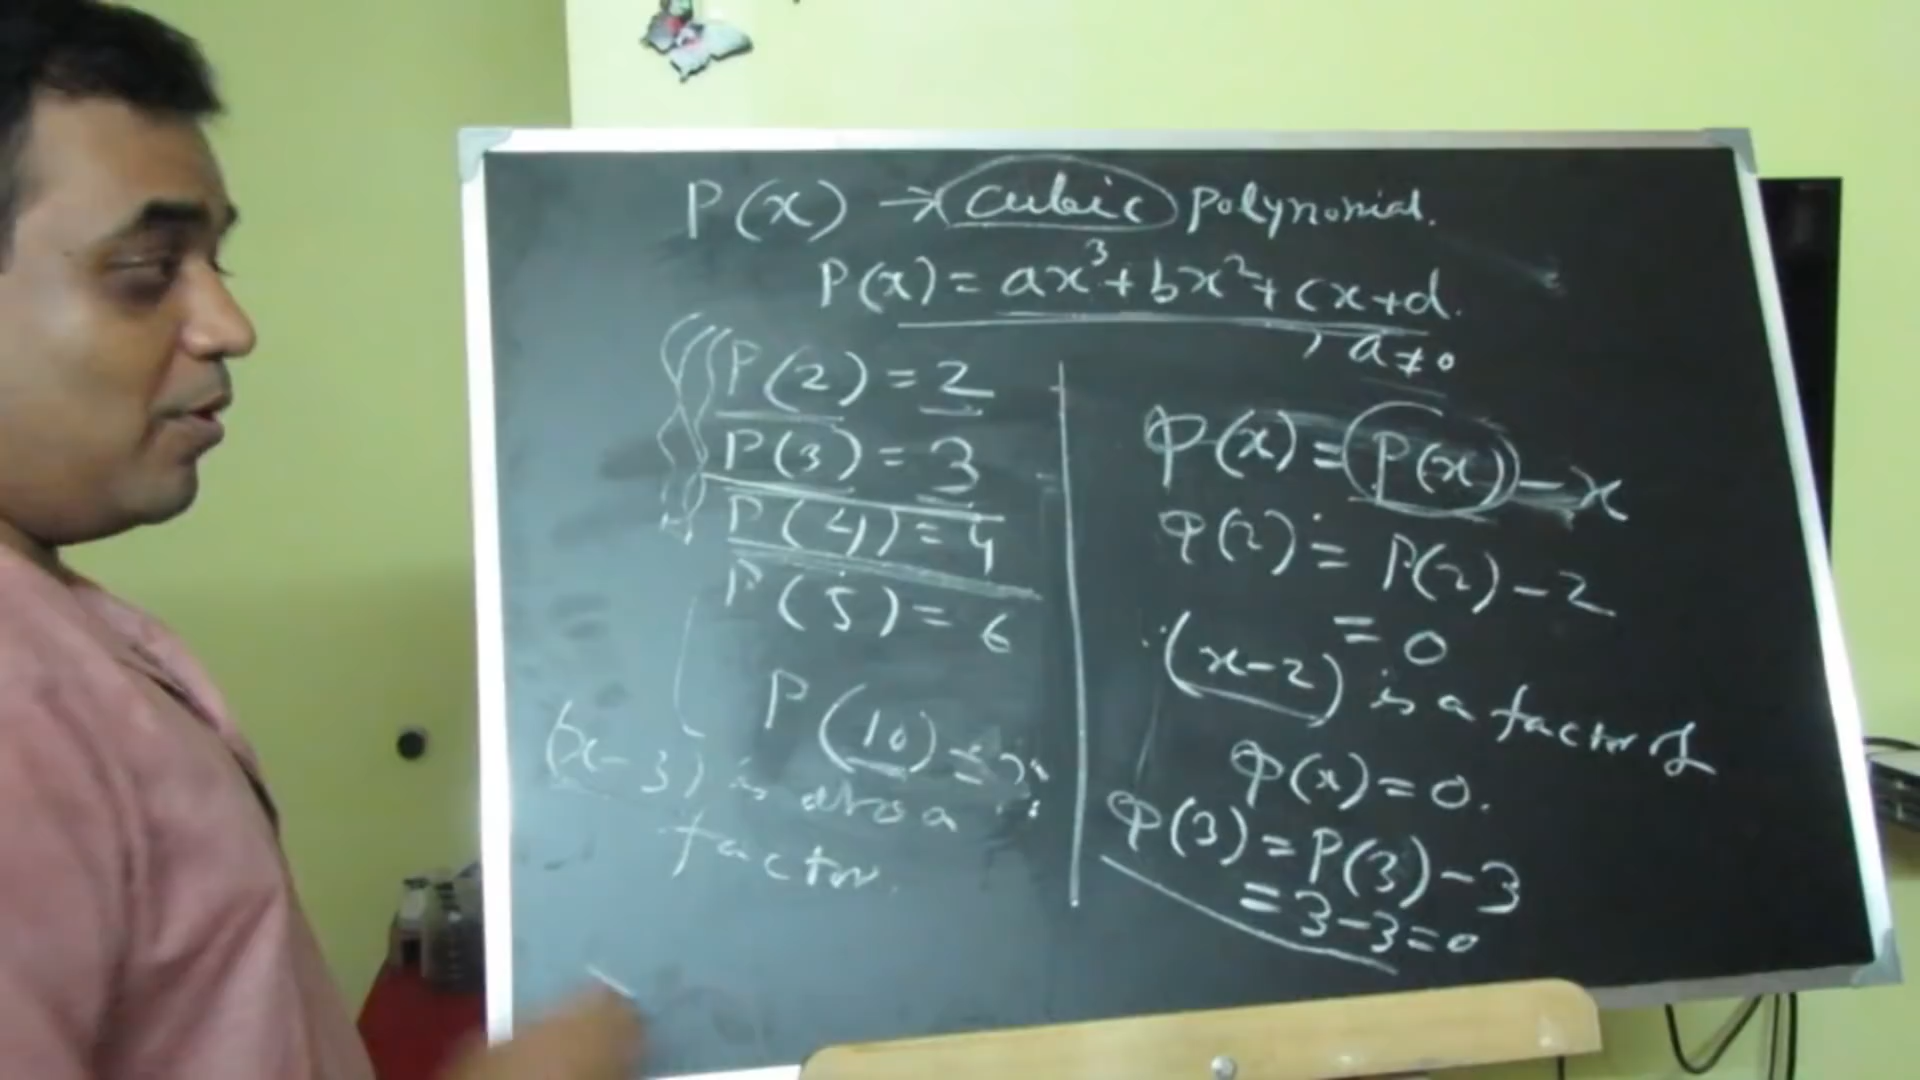 P(x) → cubic Polynomial.
P(x) = ax³ + bx² + cx + d.
, a ≠ 0
P(2) = 2
P(3) = 3
P(4) = 4
P(5) = 6
P(10) = ?
(x-3) is also a
factor.
φ(x) = P(x) - x
φ(2) = P(2) - 2
= 0
∴ (x-2) is a factor of
φ(x) = 0.
φ(3) = P(3) - 3
= 3 - 3 = 0